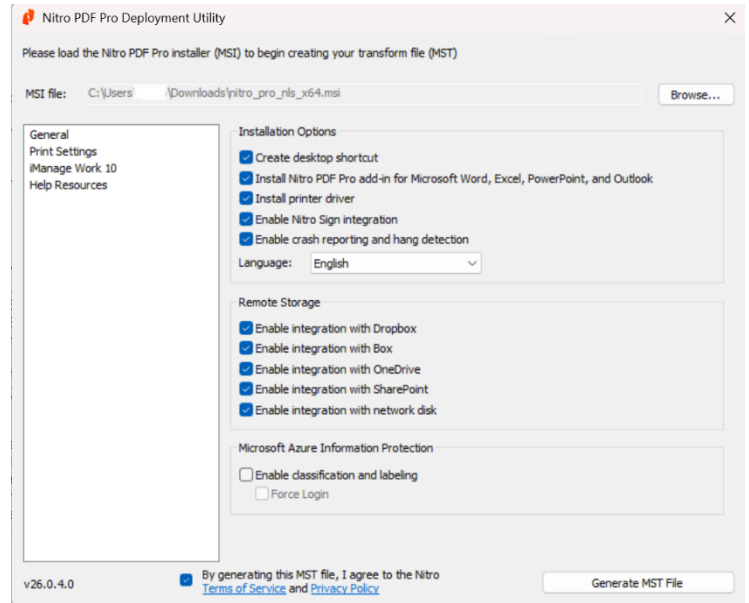 Nitro PDF Pro Deployment Utility
Please load the Nitro PDF Pro installer (MSI) to begin creating your transform file (MST)
MSI file: C:\Users \Downloads\nitro_pro_nls_x64.msi Browse...
General
Print Settings
iManage Work 10
Help Resources
Installation Options
Create desktop shortcut
Install Nitro PDF Pro add-in for Microsoft Word, Excel, PowerPoint, and Outlook
Install printer driver
Enable Nitro Sign integration
Enable crash reporting and hang detection
Language: English
Remote Storage
Enable integration with Dropbox
Enable integration with Box
Enable integration with OneDrive
Enable integration with SharePoint
Enable integration with network disk
Microsoft Azure Information Protection
Enable classification and labeling
Force Login
v26.0.4.0
By generating this MST file, I agree to the Nitro
Terms of Service and Privacy Policy
Generate MST File